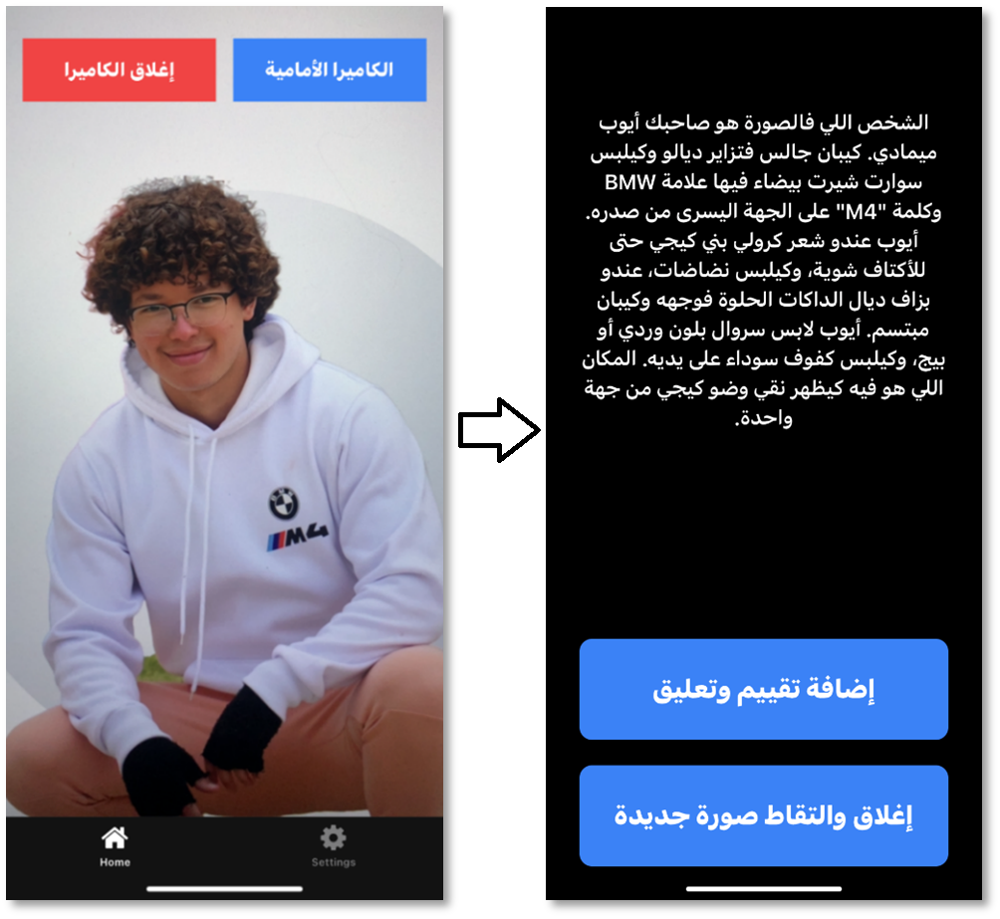 إغلاق الكاميرا
الكاميرا الأمامية
BMW
M4
Home
Settings
الشخص اللي فالصورة هو صاحبك أيوب
ميمادي. كيبان جالس فتزاير ديالو وكيلبس
سوارت شيرت بيضاء فيها علامة BMW
وكلمة "M4" على الجهة اليسرى من صدره.
أيوب عندو شعر كرولي بني كيجي حتى
للأكتاف شوية، وكيلبس نضاضات، عندو
بزاف ديال الداكات الحلوة فوجهه وكيبان
مبتسم. أيوب لابس سروال بلون وردي أو
بيج، وكيلبس كفوف سوداء على يديه. المكان
اللي هو فيه كيظهر نقي وضو كيجي من جهة
واحدة.
إضافة تقييم وتعليق
إغلاق والتقاط صورة جديدة